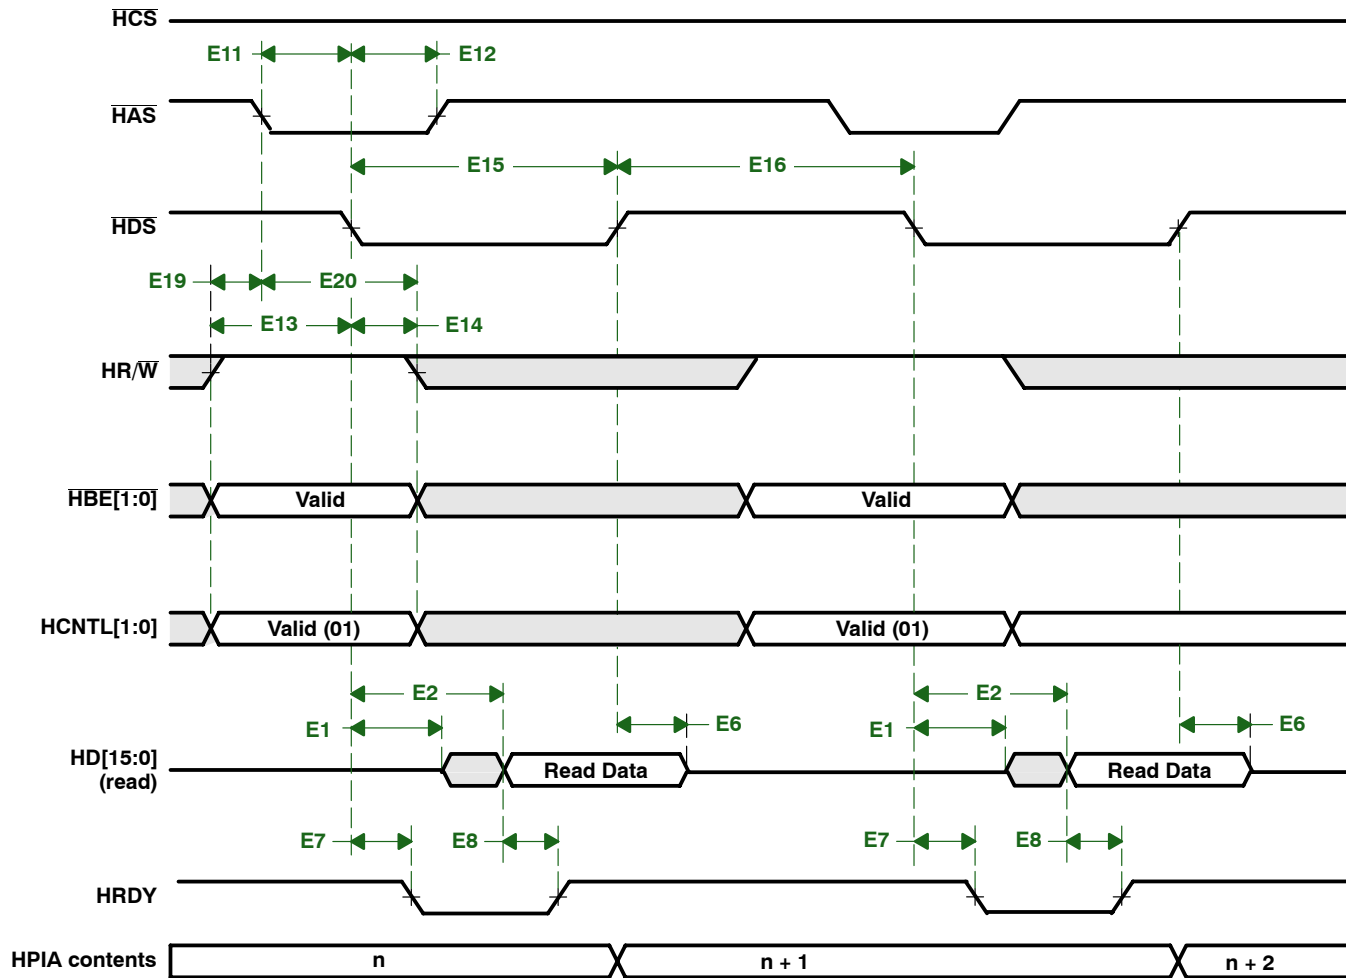 HCS
E11 E12
HAS
E15 E16
HDS
E19 E20
E13 E14
HR/W
HBE[1:0] Valid Valid
HCNTL[1:0] Valid (01) Valid (01)
E2 E2
E1 E6 E1 E6
HD[15:0] Read Data Read Data
(read)
E7 E8 E7 E8
HRDY
HPIA contents n n + 1 n + 2